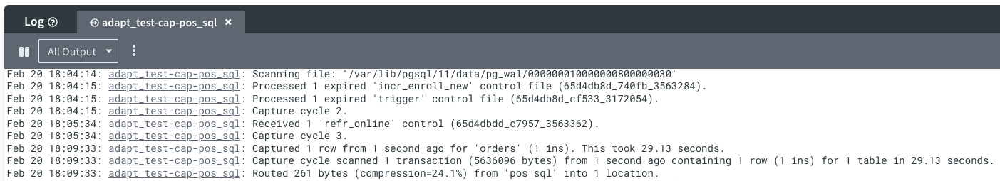 Log ?
adapt_test-cap-pos_sql ×
All Output
Feb 20 18:04:14: adapt_test-cap-pos_sql: Scanning file: '/var/lib/pgsql/11/data/pg_wal/000000010000000800000030'
Feb 20 18:04:15: adapt_test-cap-pos_sql: Processed 1 expired 'incr_enroll_new' control file (65d4db8d_740fb_3563284).
Feb 20 18:04:15: adapt_test-cap-pos_sql: Processed 1 expired 'trigger' control file (65d4db8d_cf533_3172054).
Feb 20 18:04:15: adapt_test-cap-pos_sql: Capture cycle 2.
Feb 20 18:05:34: adapt_test-cap-pos_sql: Received 1 'refr_online' control (65d4dbdd_c7957_3563362).
Feb 20 18:05:34: adapt_test-cap-pos_sql: Capture cycle 3.
Feb 20 18:09:33: adapt_test-cap-pos_sql: Captured 1 row from 1 second ago for 'orders' (1 ins). This took 29.13 seconds.
Feb 20 18:09:33: adapt_test-cap-pos_sql: Capture cycle scanned 1 transaction (5636096 bytes) from 1 second ago containing 1 row (1 ins) for 1 table in 29.13 seconds.
Feb 20 18:09:33: adapt_test-cap-pos_sql: Routed 261 bytes (compression=24.1%) from 'pos_sql' into 1 location.